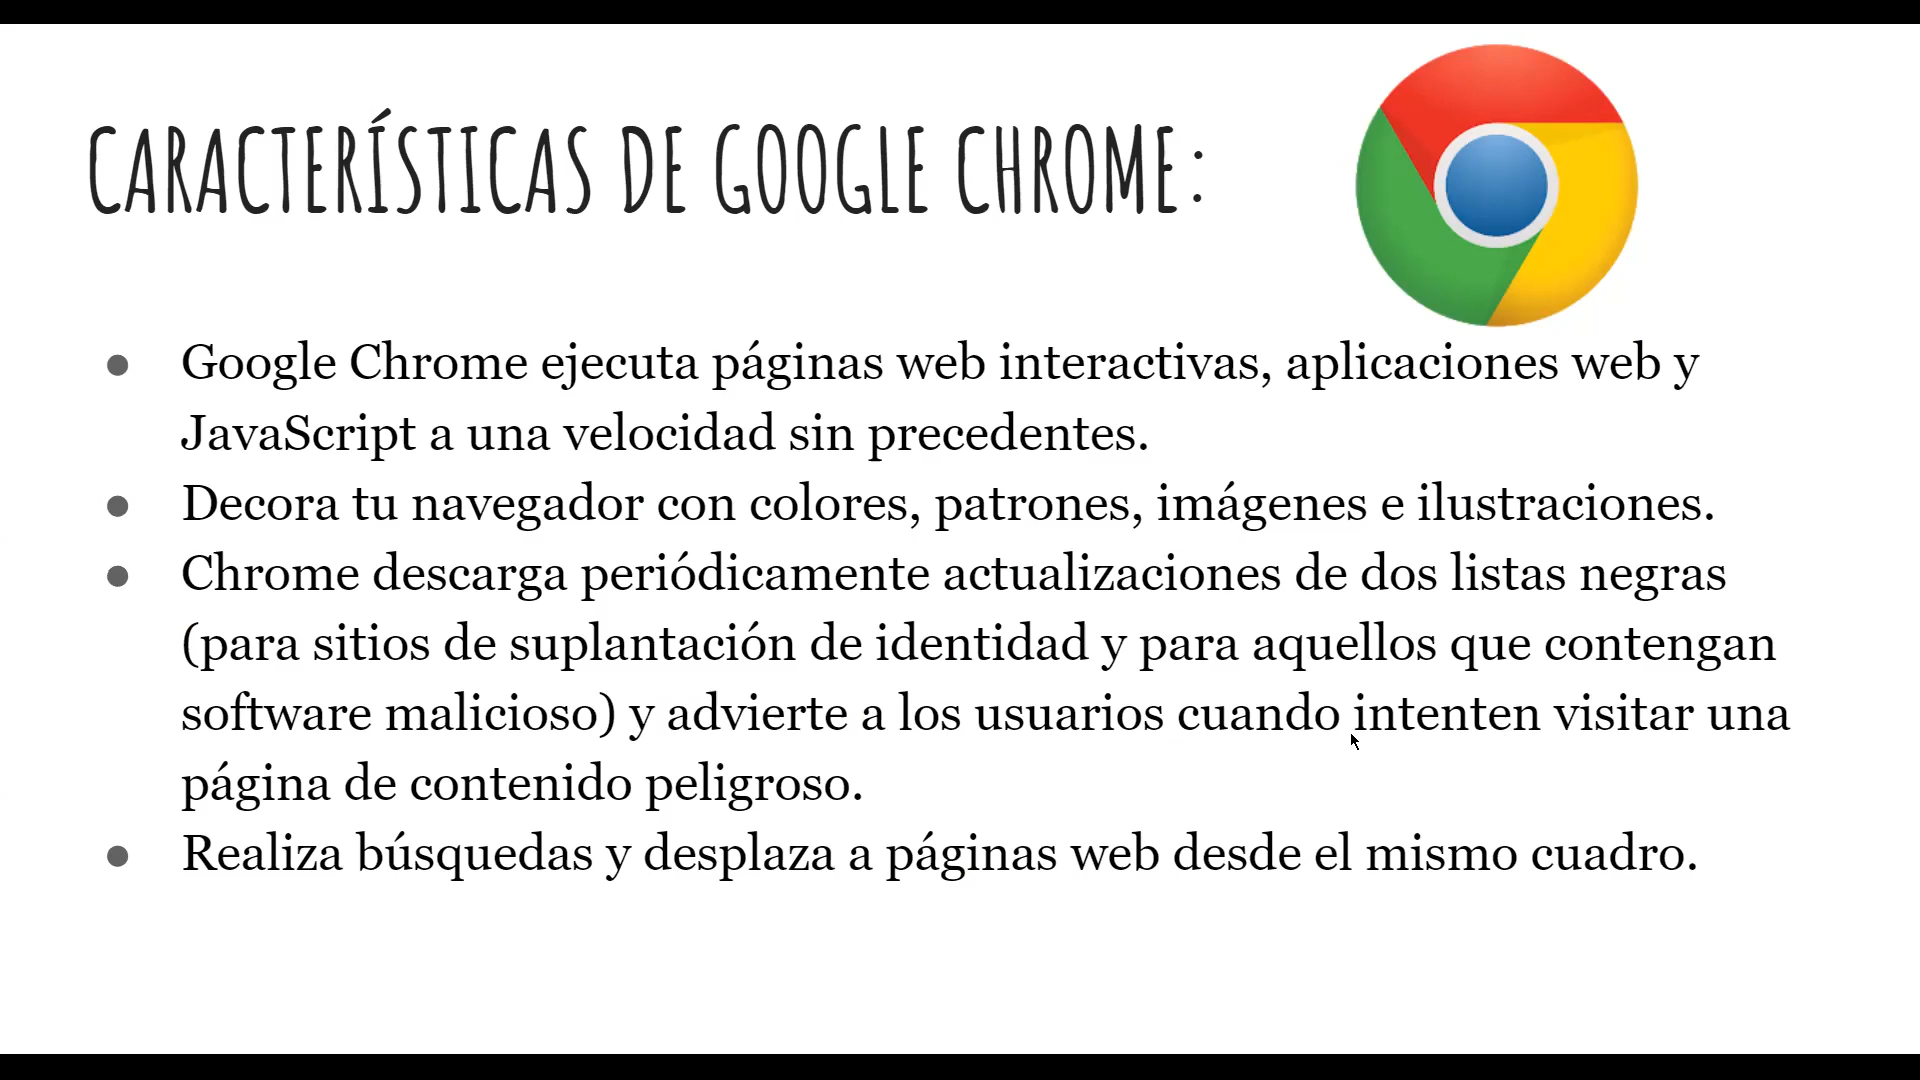 CARACTERÍSTICAS DE GOOGLE CHROME:
● Google Chrome ejecuta páginas web interactivas, aplicaciones web y
JavaScript a una velocidad sin precedentes.
● Decora tu navegador con colores, patrones, imágenes e ilustraciones.
● Chrome descarga periódicamente actualizaciones de dos listas negras
(para sitios de suplantación de identidad y para aquellos que contengan
software malicioso) y advierte a los usuarios cuando intenten visitar una
página de contenido peligroso.
● Realiza búsquedas y desplaza a páginas web desde el mismo cuadro.